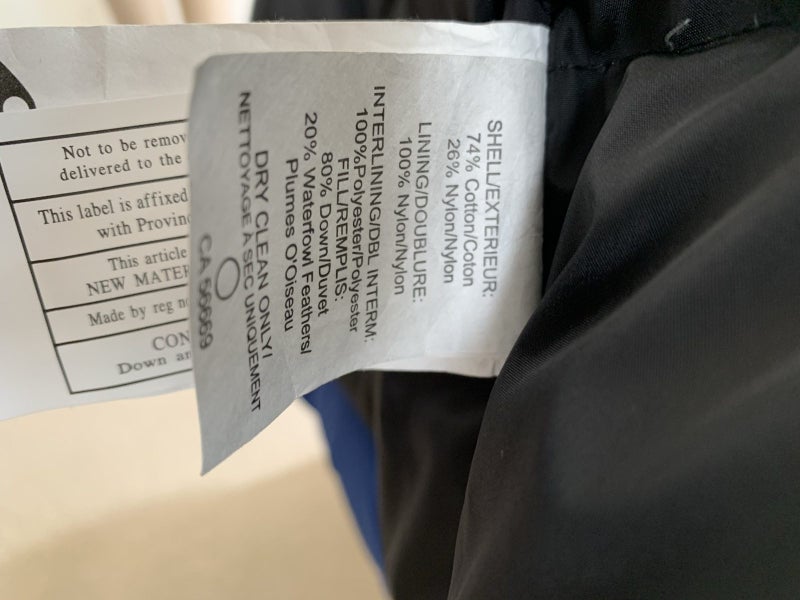 SHELL/EXTERIEUR:
74% Cotton/Coton
26% Nylon/Nylon
LINING/DOUBLURE:
100% Nylon/Nylon
INTERLINING/DBL INTERM:
100%Polyester/Polyester
FILL/REMPLIS:
80% Down/Duvet
20% Waterfowl Feathers/
Plumes O'Oiseau
DRY CLEAN ONLY/
NETTOYAGE A SEC UNIQUEMENT
CA 56669
Not to be remov
delivered to the
This label is affixed
with Provinc
This article
NEW MATER
Made by reg n
CON
Down an